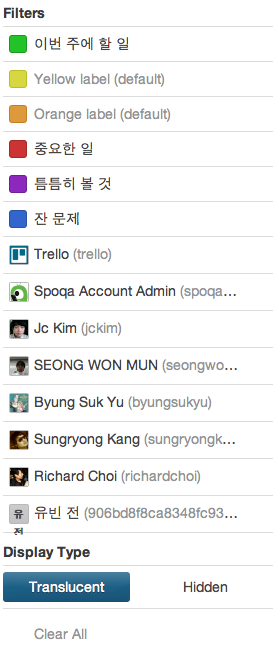 Filters
이번 주에 할 일
Yellow label (default)
Orange label (default)
중요한 일
틈틈히 볼 것
잔 문제
Trello (trello)
Spoqa Account Admin (spoqa...
Jc Kim (jckim)
SEONG WON MUN (seongwo...
Byung Suk Yu (byungsukyu)
Sungryong Kang (sungryongk...
Richard Choi (richardchoi)
유 전
유빈 전 (906bd8f8ca8348fc93...
Display Type
Translucent
Hidden
Clear All